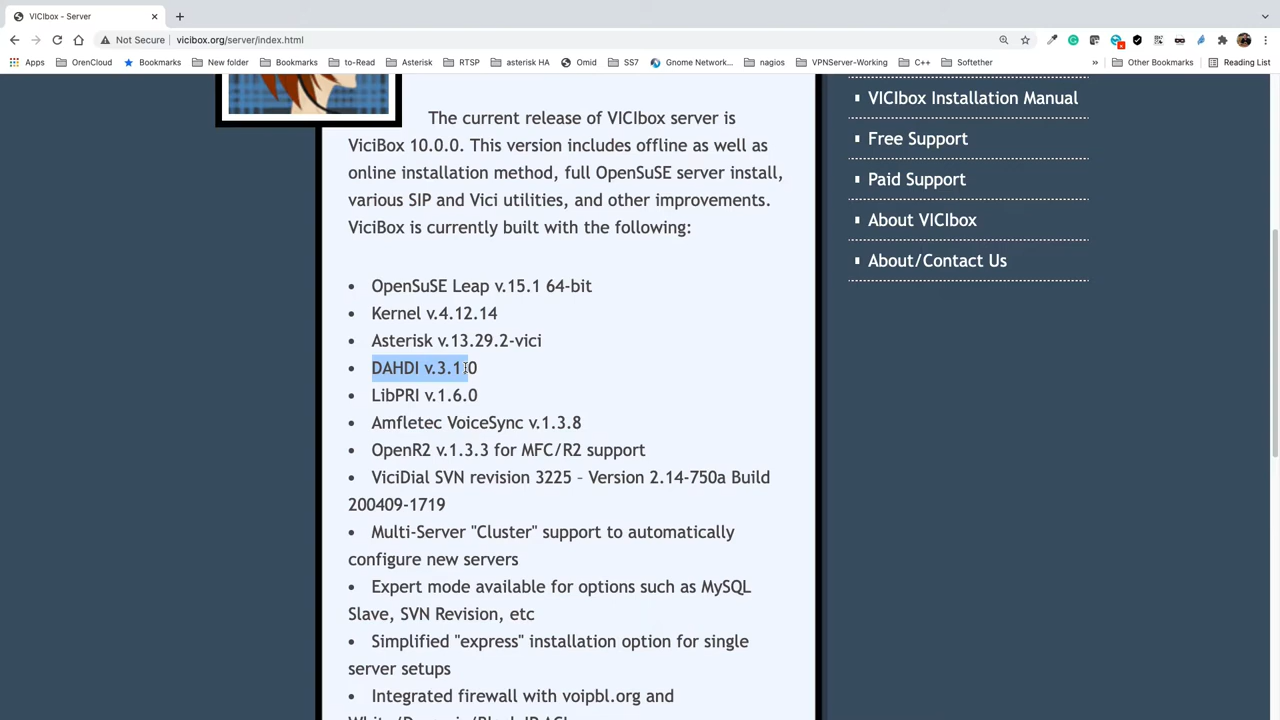 VICIbox - Server
Not Secure
vicibox.org/server/index.html
Apps
OrenCloud
Bookmarks
New folder
Bookmarks
to-Read
Asterisk
RTSP
asterisk HA
Omid
SS7
Gnome Network...
nagios
VPNServer-Working
C++
Softether
»
Other Bookmarks
Reading List
The current release of VICIbox server is
ViciBox 10.0.0. This version includes offline as well as
online installation method, full OpenSuSE server install,
various SIP and Vici utilities, and other improvements.
ViciBox is currently built with the following:
• OpenSuSE Leap v.15.1 64-bit
• Kernel v.4.12.14
• Asterisk v.13.29.2-vici
• DAHDI v.3.1.0
• LibPRI v.1.6.0
• Amfletec VoiceSync v.1.3.8
• OpenR2 v.1.3.3 for MFC/R2 support
• ViciDial SVN revision 3225 – Version 2.14-750a Build
200409-1719
• Multi-Server "Cluster" support to automatically
configure new servers
• Expert mode available for options such as MySQL
Slave, SVN Revision, etc
• Simplified "express" installation option for single
server setups
• Integrated firewall with voipbl.org and
VICIbox Installation Manual
Free Support
Paid Support
About VICIbox
About/Contact Us